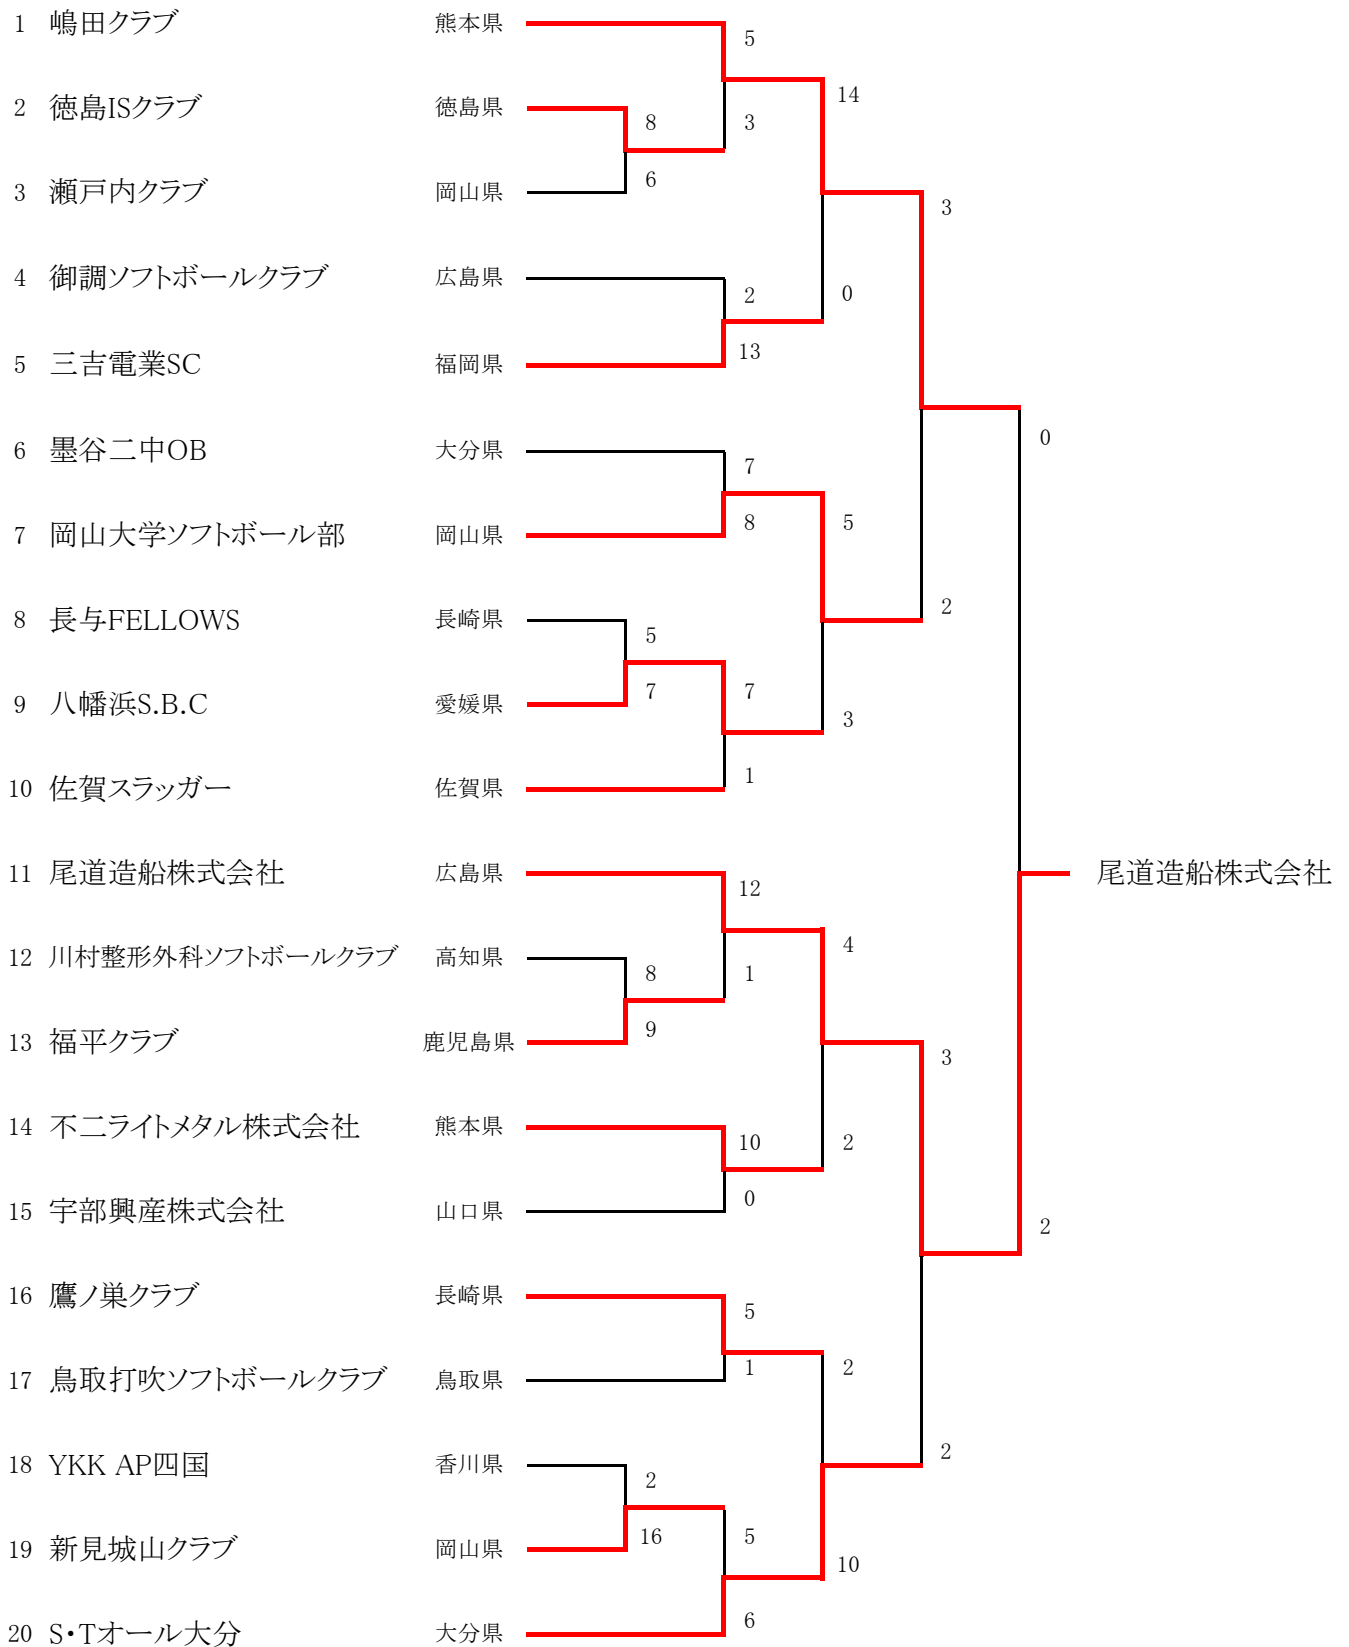 1 嶋田クラブ 熊本県
5
14
2 徳島ISクラブ 徳島県
8
3
6
3 瀬戸内クラブ 岡山県
3
4 御調ソフトボールクラブ 広島県
2
0
13
5 三吉電業SC 福岡県
0
6 墨谷二中OB 大分県
7
8
5
7 岡山大学ソフトボール部 岡山県
2
8 長与FELLOWS 長崎県
5
7
7
9 八幡浜S.B.C 愛媛県
3
1
10 佐賀スラッガー 佐賀県
11 尾道造船株式会社 広島県
尾道造船株式会社
12
4
12 川村整形外科ソフトボールクラブ 高知県
8
1
9
13 福平クラブ 鹿児島県
3
14 不二ライトメタル株式会社 熊本県
10
2
0
15 宇部興産株式会社 山口県
2
16 鷹ノ巣クラブ 長崎県
5
1
2
17 鳥取打吹ソフトボールクラブ 鳥取県
2
18 YKK AP四国 香川県
2
16
5
19 新見城山クラブ 岡山県
10
6
20 S・Tオール大分 大分県